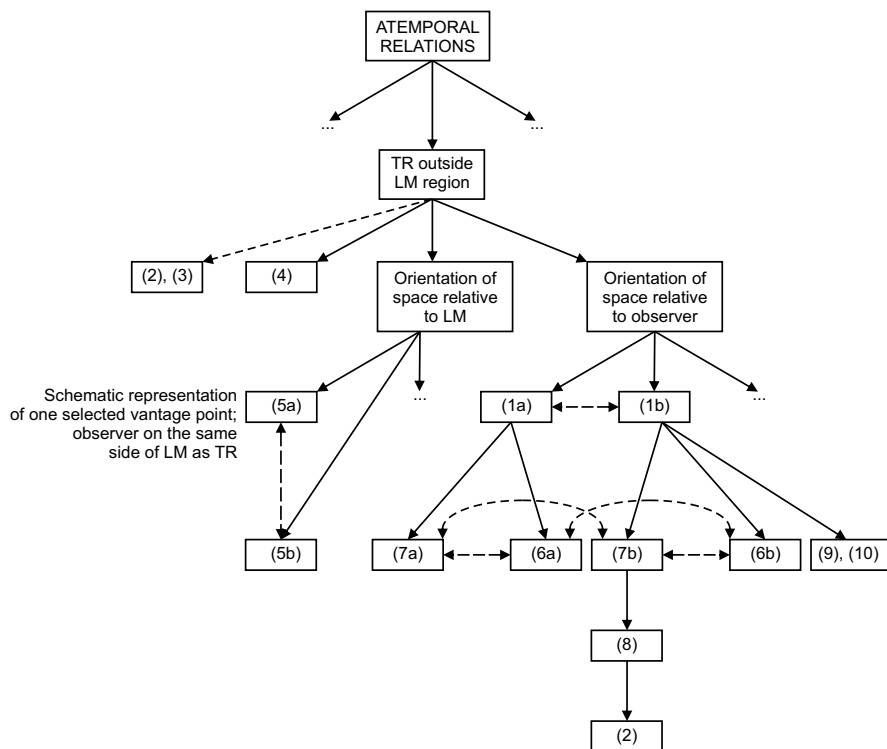 ATEMPORAL
RELATIONS
...
...
TR outside
LM region
(2), (3)
(4)
Orientation of
space relative
to LM
Orientation of
space relative
to observer
Schematic representation
of one selected vantage point;
observer on the same
side of LM as TR
(5a)
...
(1a)
(1b)
...
(5b)
(7a)
(6a)
(7b)
(6b)
(9), (10)
(8)
(2)